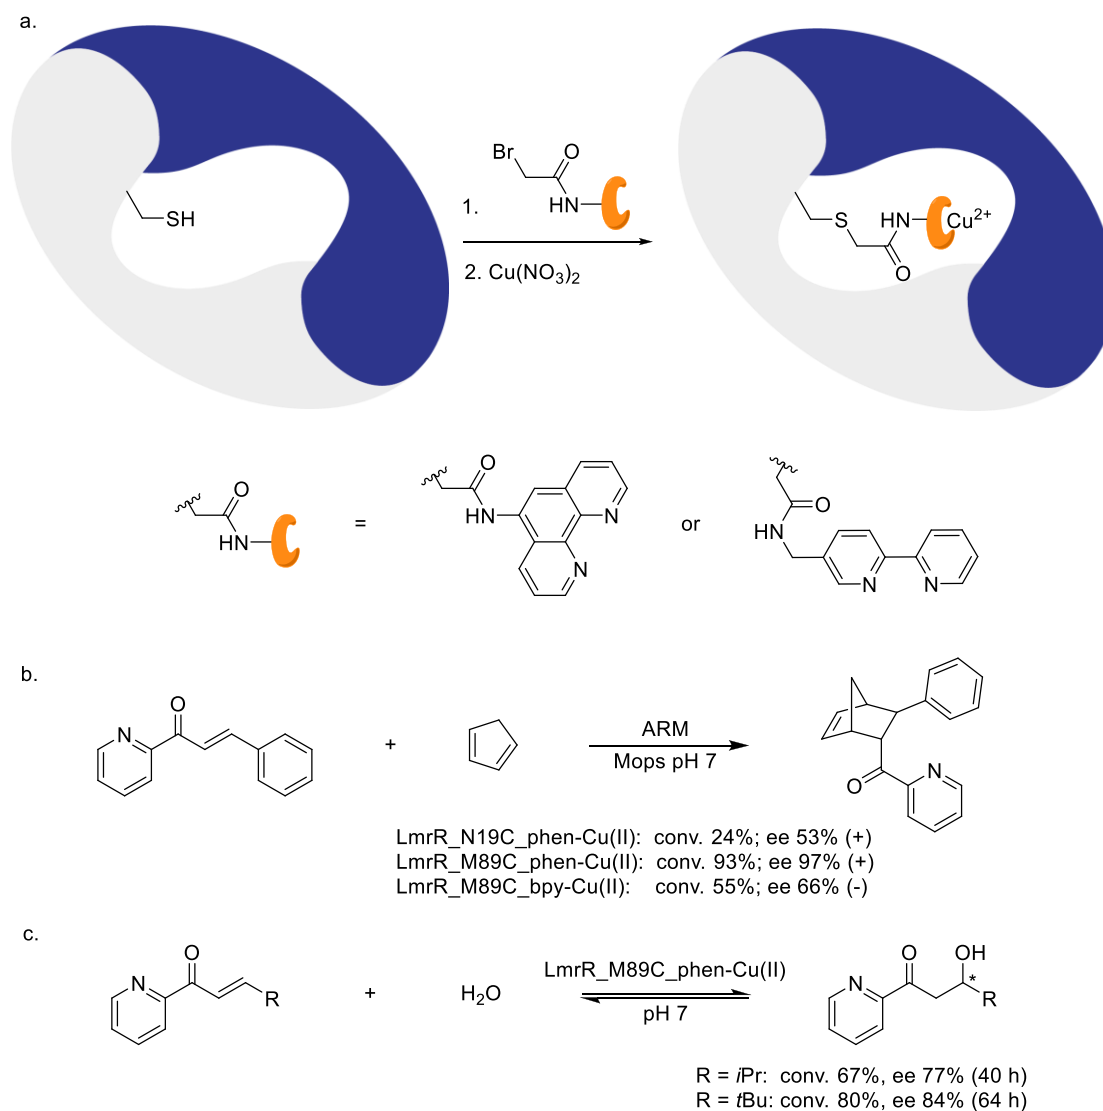 a.
Br
O
HN
1.
SH
2. Cu(NO3)2
S
HN
Cu2+
O
O
HN
=
O
HN
N
N
or
O
HN
N
N
b.
O
N
+
ARM
Mops pH 7
O
N
LmrR_N19C_phen-Cu(II): conv. 24%; ee 53% (+)
LmrR_M89C_phen-Cu(II): conv. 93%; ee 97% (+)
LmrR_M89C_bpy-Cu(II): conv. 55%; ee 66% (-)
c.
O
N
R
+
H2O
LmrR_M89C_phen-Cu(II)
pH 7
O
OH
N
*
R
R = iPr: conv. 67%, ee 77% (40 h)
R = tBu: conv. 80%, ee 84% (64 h)